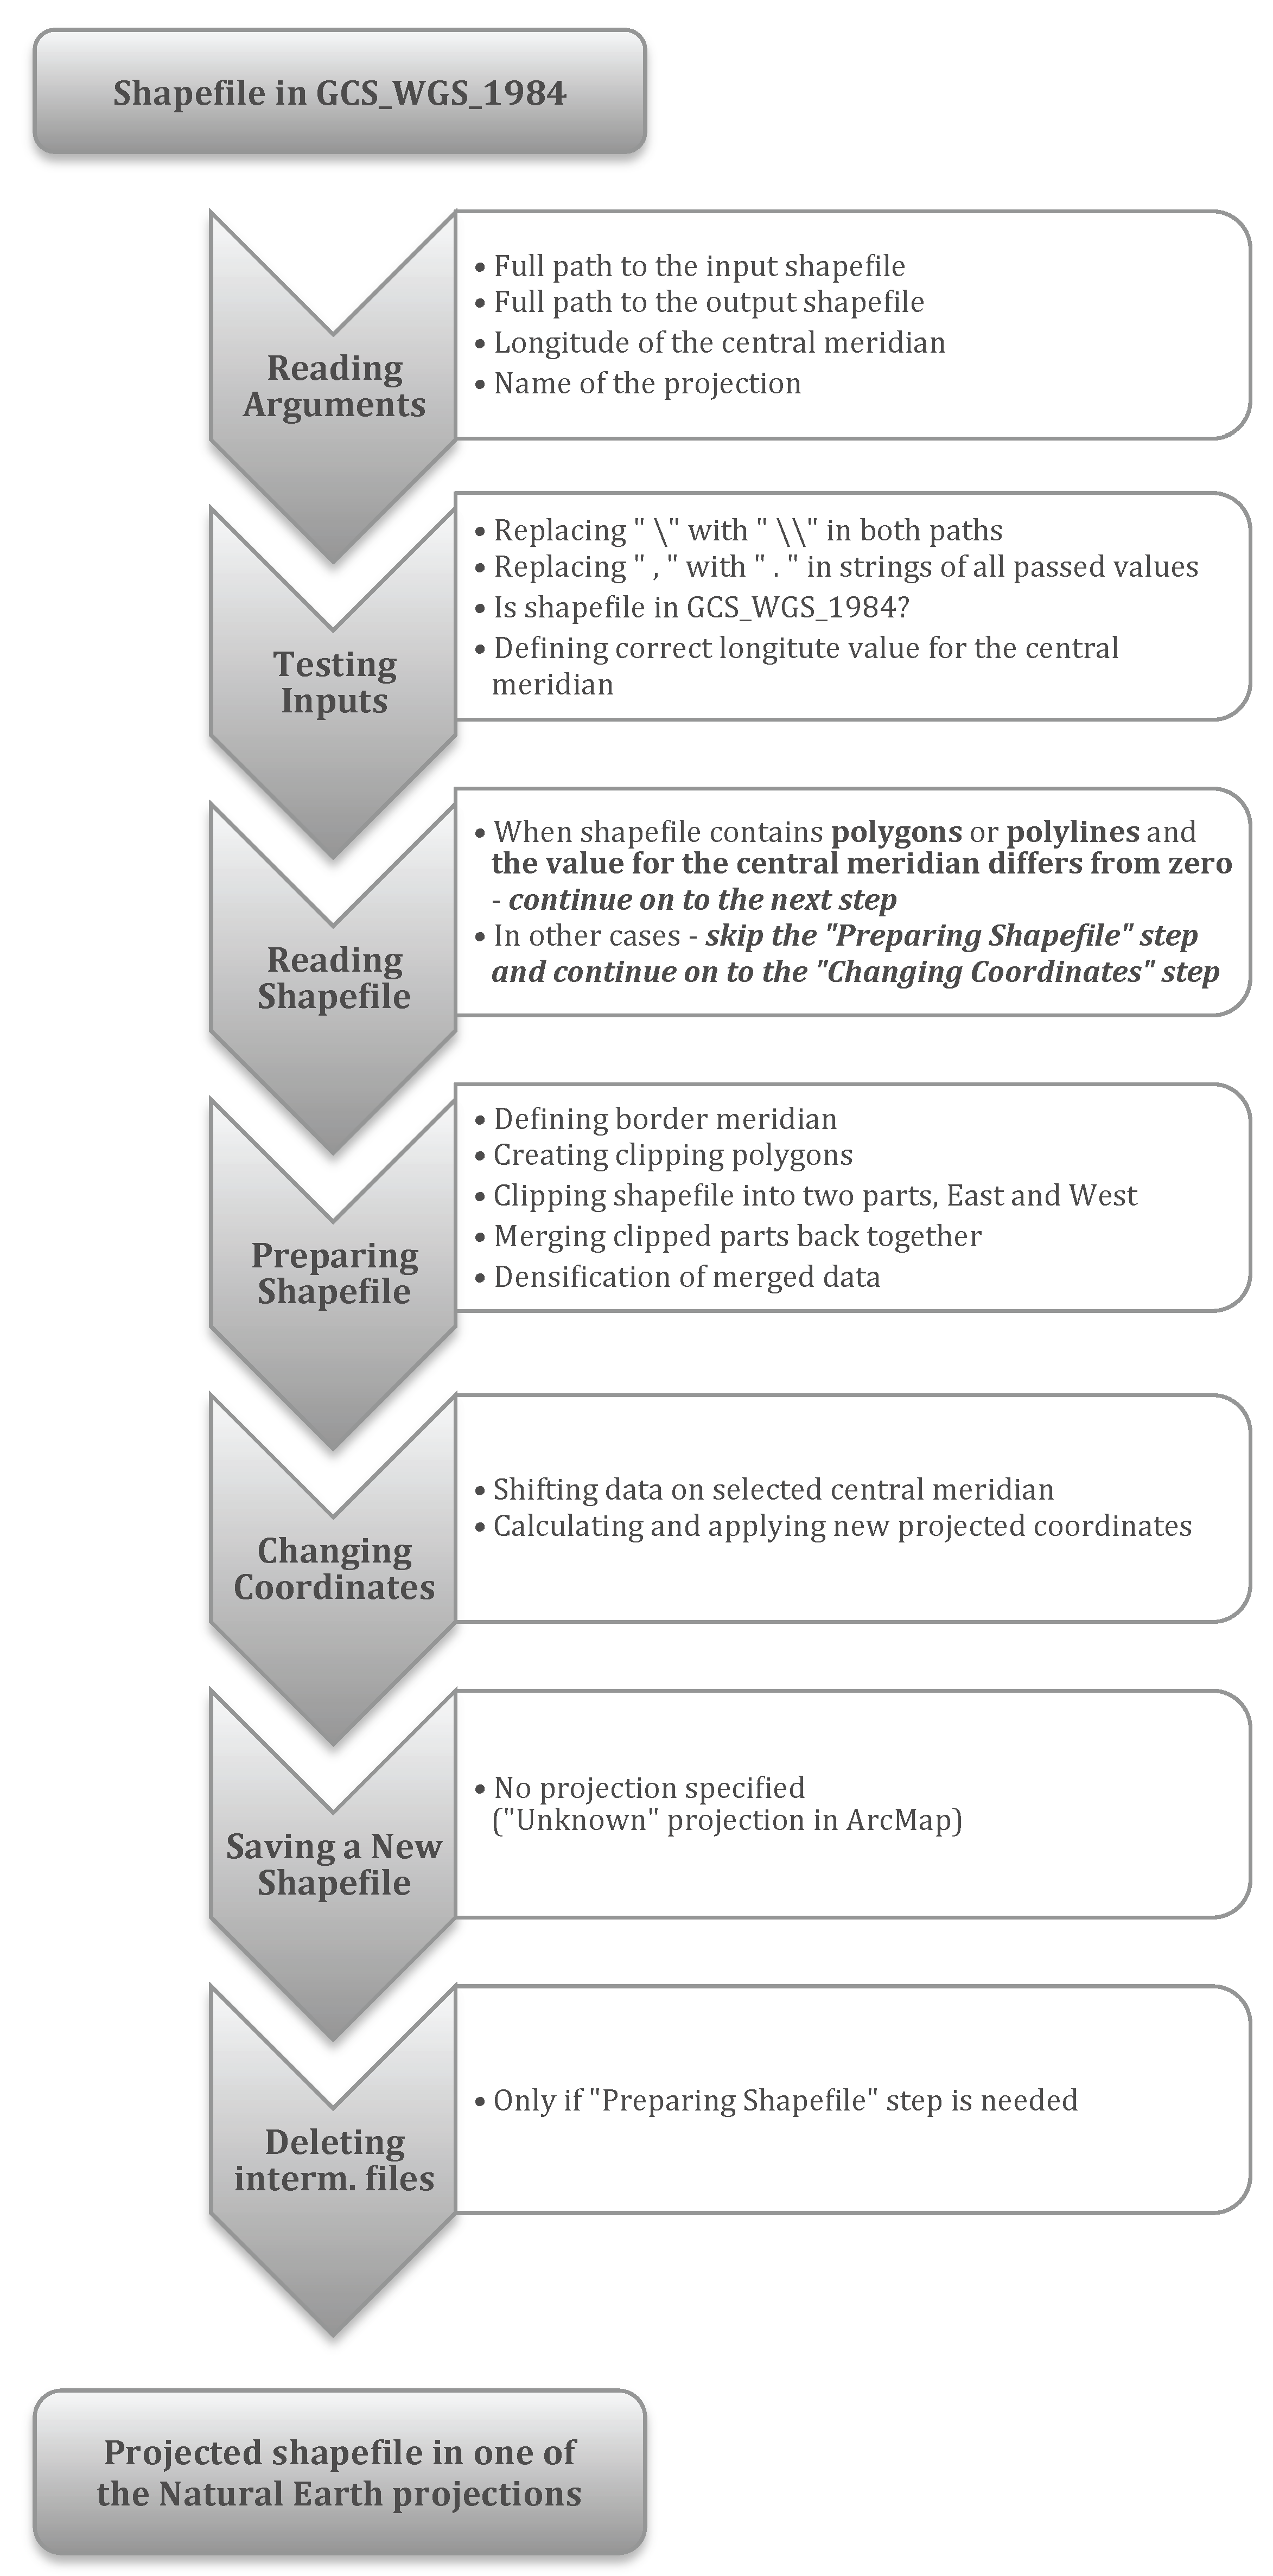 Shapefile in GCS_WGS_1984
Reading
Arguments
• Full path to the input shapefile
• Full path to the output shapefile
• Longitude of the central meridian
• Name of the projection
Testing
Inputs
• Replacing " \" with " \\" in both paths
• Replacing " , " with " . " in strings of all passed values
• Is shapefile in GCS_WGS_1984?
• Defining correct longitute value for the central
meridian
Reading
Shapefile
• When shapefile contains polygons or polylines and
the value for the central meridian differs from zero
- continue on to the next step
• In other cases - skip the "Preparing Shapefile" step
and continue on to the "Changing Coordinates" step
Preparing
Shapefile
• Defining border meridian
• Creating clipping polygons
• Clipping shapefile into two parts, East and West
• Merging clipped parts back together
• Densification of merged data
Changing
Coordinates
• Shifting data on selected central meridian
• Calculating and applying new projected coordinates
Saving a New
Shapefile
• No projection specified
("Unknown" projection in ArcMap)
Deleting
interm. files
• Only if "Preparing Shapefile" step is needed
Projected shapefile in one of
the Natural Earth projections